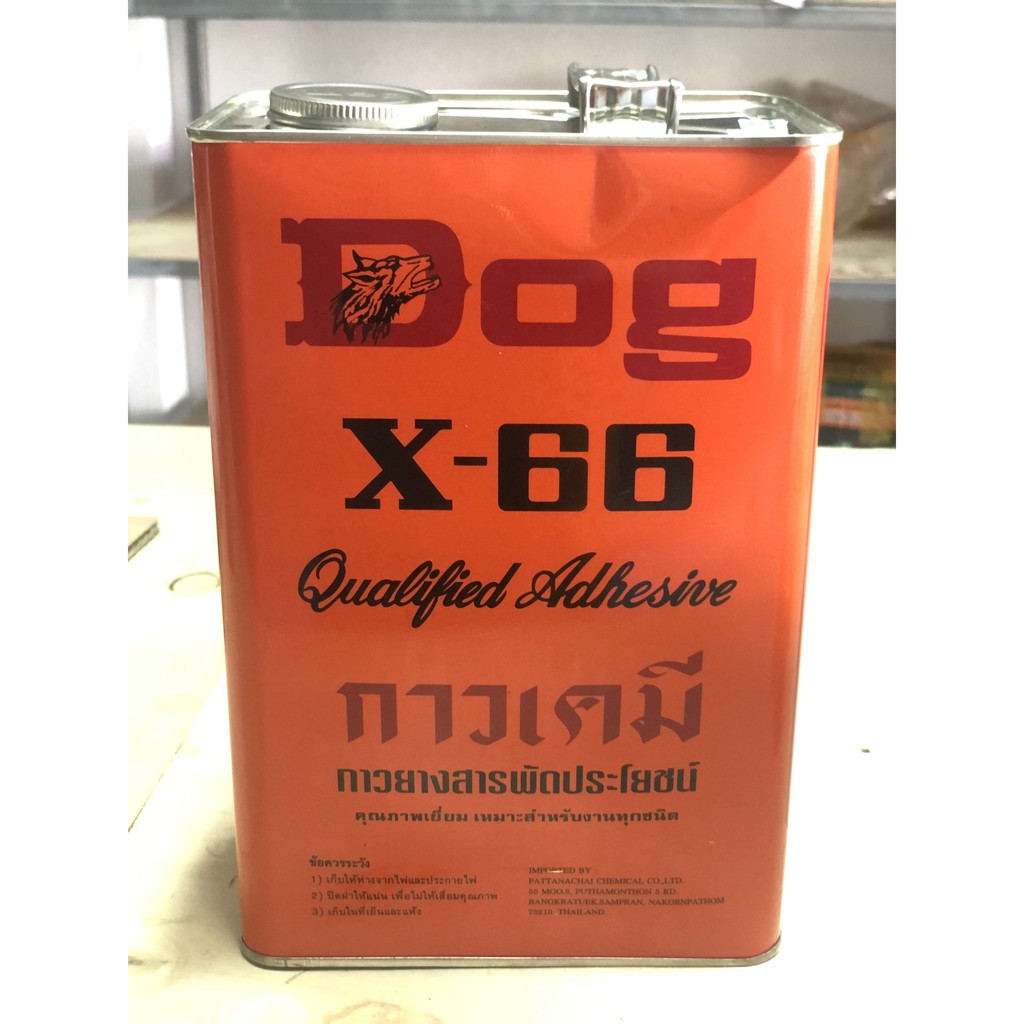 Dog
X-66
Qualified Adhesive
กาวเคมี
กาวยางสารพัดประโยชน์
คุณภาพเยี่ยม เหมาะสำหรับงานทุกชนิด
ข้อควรระวัง
1) เก็บให้ห่างจากไฟและประกายไฟ
2) ปิดฝาให้แน่น เพื่อไม่ให้เสื่อมคุณภาพ
3) เก็บในที่เย็นและแห้ง
IMPORTED BY :
PATTANACHAI CHEMICAL CO.,LTD.
55 MOO.6, PUTHAMONTHON 5 RD.
BANGKRATUEK,SAMPRAN, NAKORNPATHOM
73210 THAILAND.